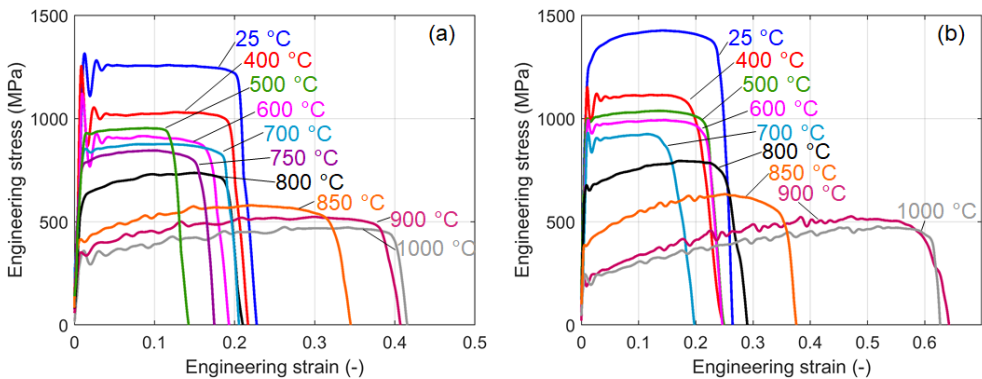 (a)
1500
1000
500
0
Engineering stress (MPa)
25 °C
400 °C
500 °C
600 °C
700 °C
750 °C
800 °C
850 °C
900 °C
1000 °C
0 0.1 0.2 0.3 0.4 0.5
Engineering strain (-)
(b)
1500
1000
500
0
Engineering stress (MPa)
25 °C
400 °C
500 °C
600 °C
700 °C
800 °C
850 °C
900 °C
1000 °C
0 0.1 0.2 0.3 0.4 0.5 0.6
Engineering strain (-)